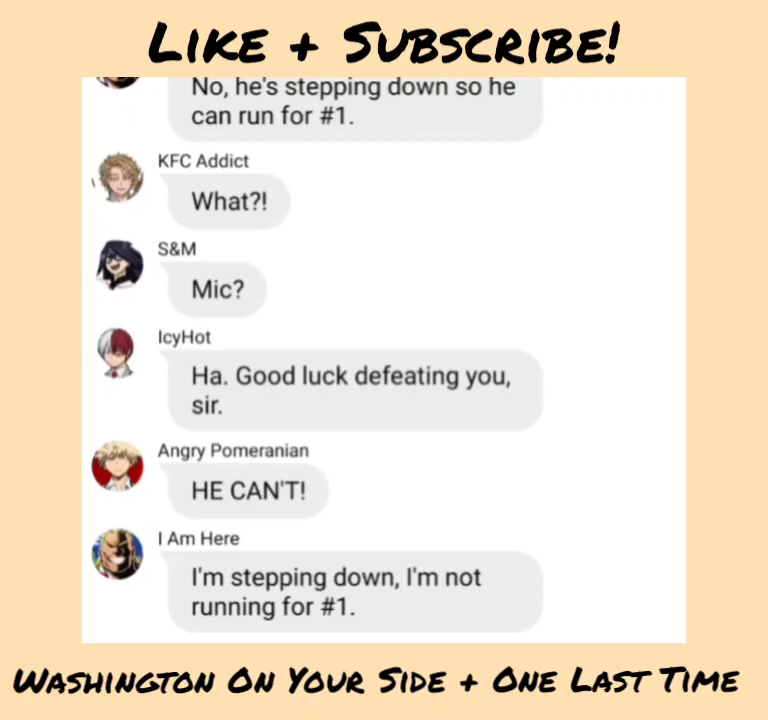 LIKE + SUBSCRIBE!
No, he's stepping down so he
can run for #1.
KFC Addict
What?!
S&M
Mic?
IcyHot
Ha. Good luck defeating you,
sir.
Angry Pomeranian
HE CAN'T!
I Am Here
I'm stepping down, I'm not
running for #1.
WASHINGTON ON YOUR SIDE + ONE LAST TIME